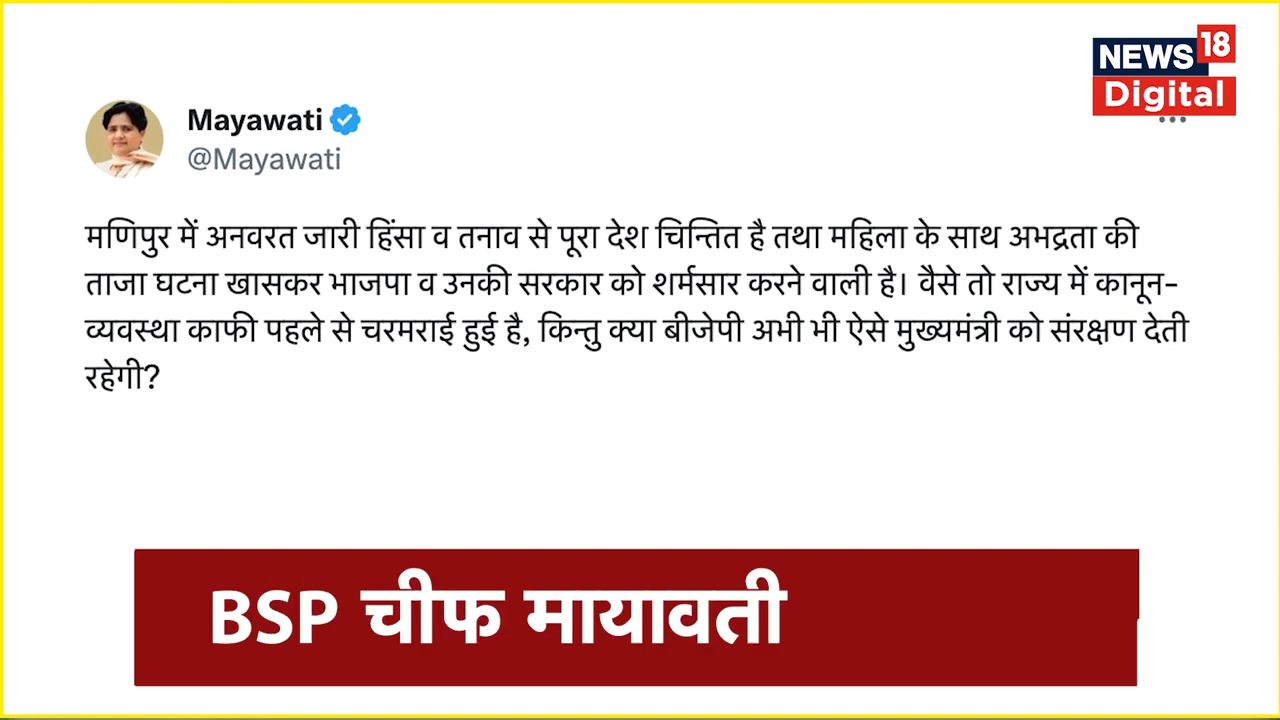 NEWS 18
Digital
Mayawati
@Mayawati
मणिपुर में अनवरत जारी हिंसा व तनाव से पूरा देश चिन्तित है तथा महिला के साथ अभद्रता की
ताजा घटना खासकर भाजपा व उनकी सरकार को शर्मसार करने वाली है। वैसे तो राज्य में कानून-
व्यवस्था काफी पहले से चरमराई हुई है, किन्तु क्या बीजेपी अभी भी ऐसे मुख्यमंत्री को संरक्षण देती
रहेगी?
BSP चीफ मायावती